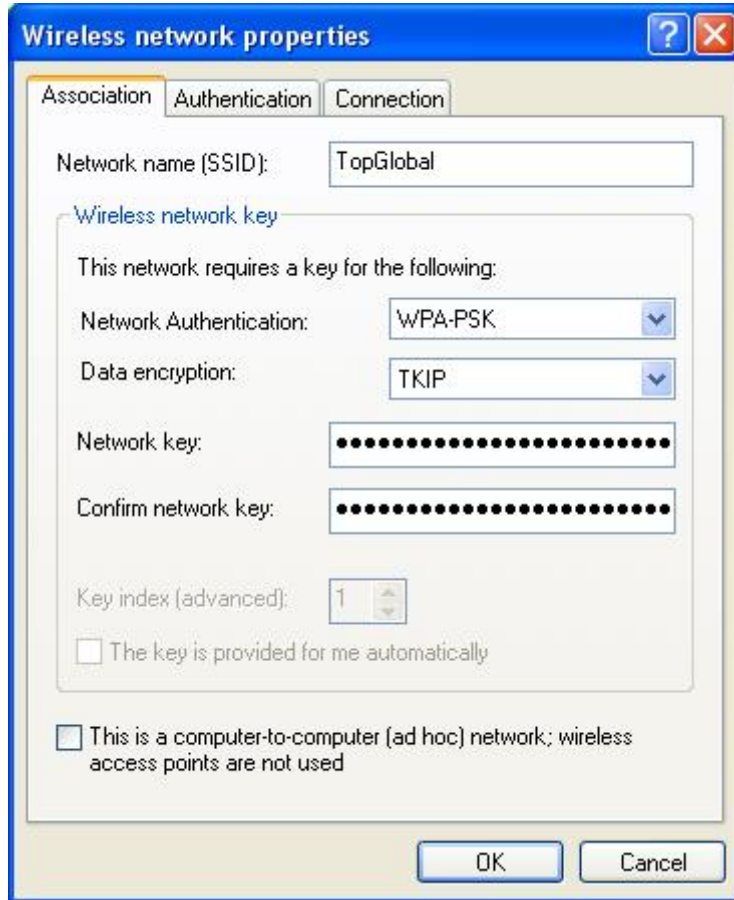 Wireless network properties
Association Authentication Connection
Network name (SSID): TopGlobal
Wireless network key
This network requires a key for the following:
Network Authentication: WPA-PSK
Data encryption: TKIP
Network key: ●●●●●●●●●●●●●●●●●●●●●●●●●
Confirm network key: ●●●●●●●●●●●●●●●●●●●●●●●●●
Key index (advanced): 1
The key is provided for me automatically
This is a computer-to-computer (ad hoc) network; wireless
access points are not used
OK Cancel